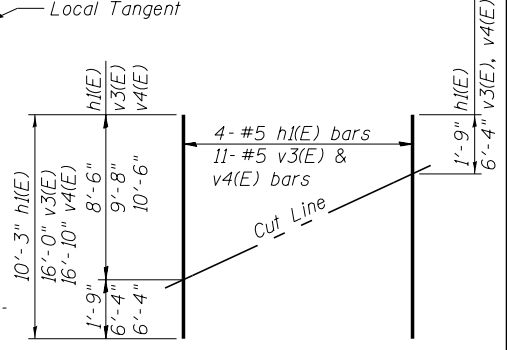 Local Tangent
h1(E)
v3(E)
v4(E)
1'-9" h1(E)
6'-4" v3(E), v4(E)
4- #5 h1(E) bars
11- #5 v3(E) &
v4(E) bars
10'-3" h1(E)
16'-0" v3(E)
16'-10" v4(E)
8'-6"
9'-8"
10'-6"
Cut Line
1'-9"
6'-4"
6'-4"